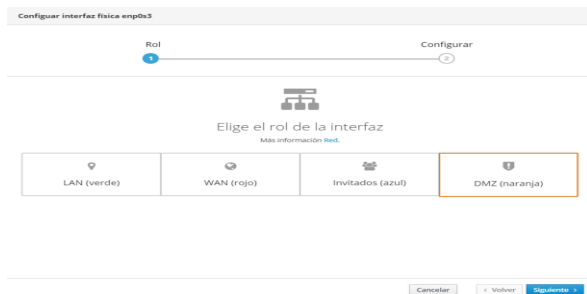 Configuar interfaz física enp0s3
Rol
Configurar
1
2
Elige el rol de la interfaz
Más información Red.
LAN (verde)
WAN (rojo)
Invitados (azul)
DMZ (naranja)
Cancelar
< Volver
Siguiente >